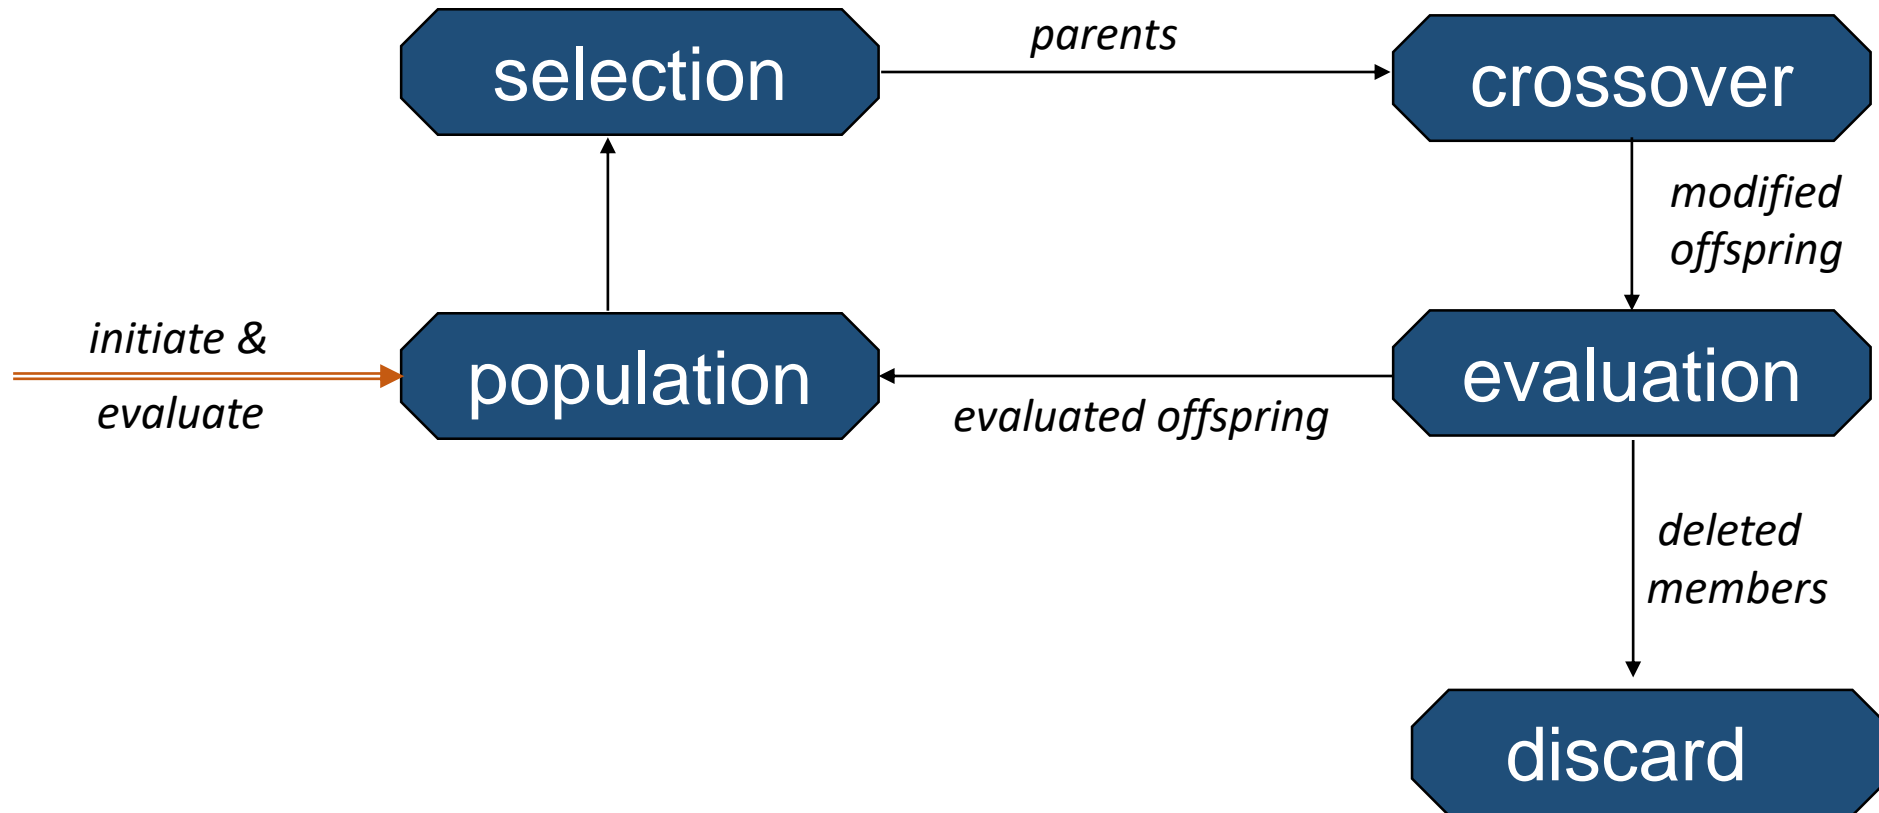 selection
parents
crossover
modified
offspring
initiate &
evaluate
population
evaluated offspring
evaluation
deleted
members
discard